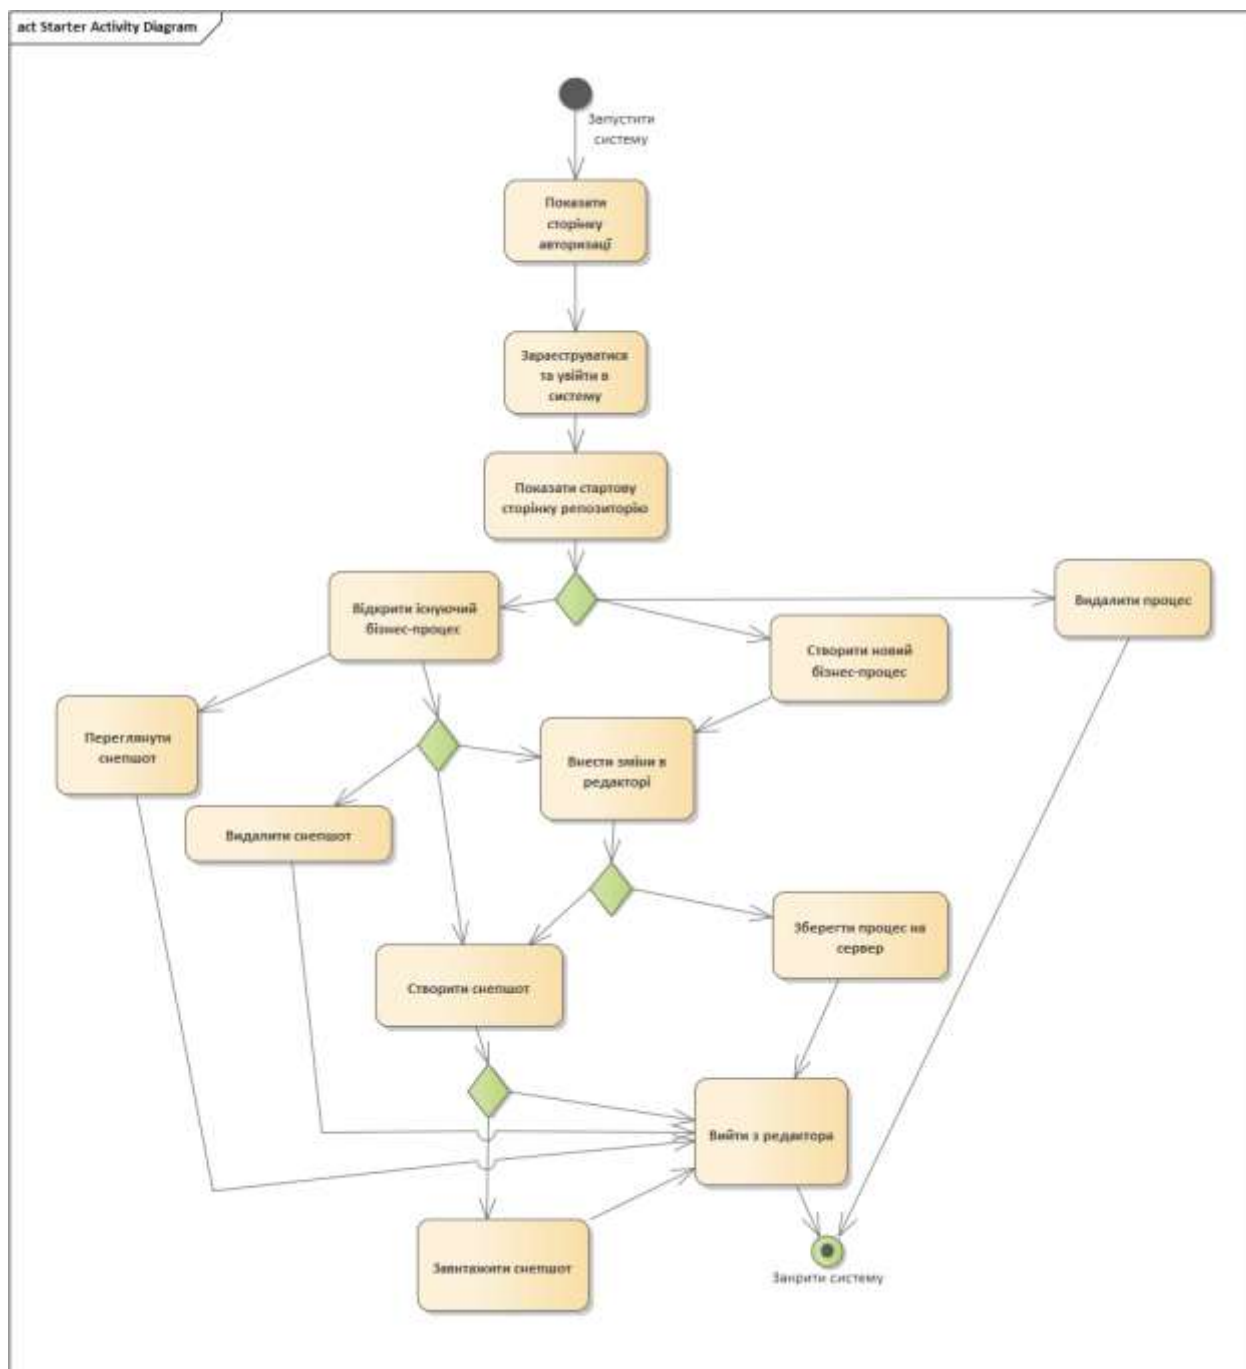 act Starter Activity Diagram
Запустити
систему
Показати
сторінку
авторизації
Зараеструватися
та увійти в
систему
Показати стартову
сторінку репозиторію
Відкрити існуючий
бізнес-процес
Видалити процес
Створити новий
бізнес-процес
Переглянути
снепшот
Внести зміни в
редакторі
Видалити снепшот
Зберегти процес на
сервер
Створити снепшот
Вийти з редактора
Завнтажити снепшот
Закрити систему